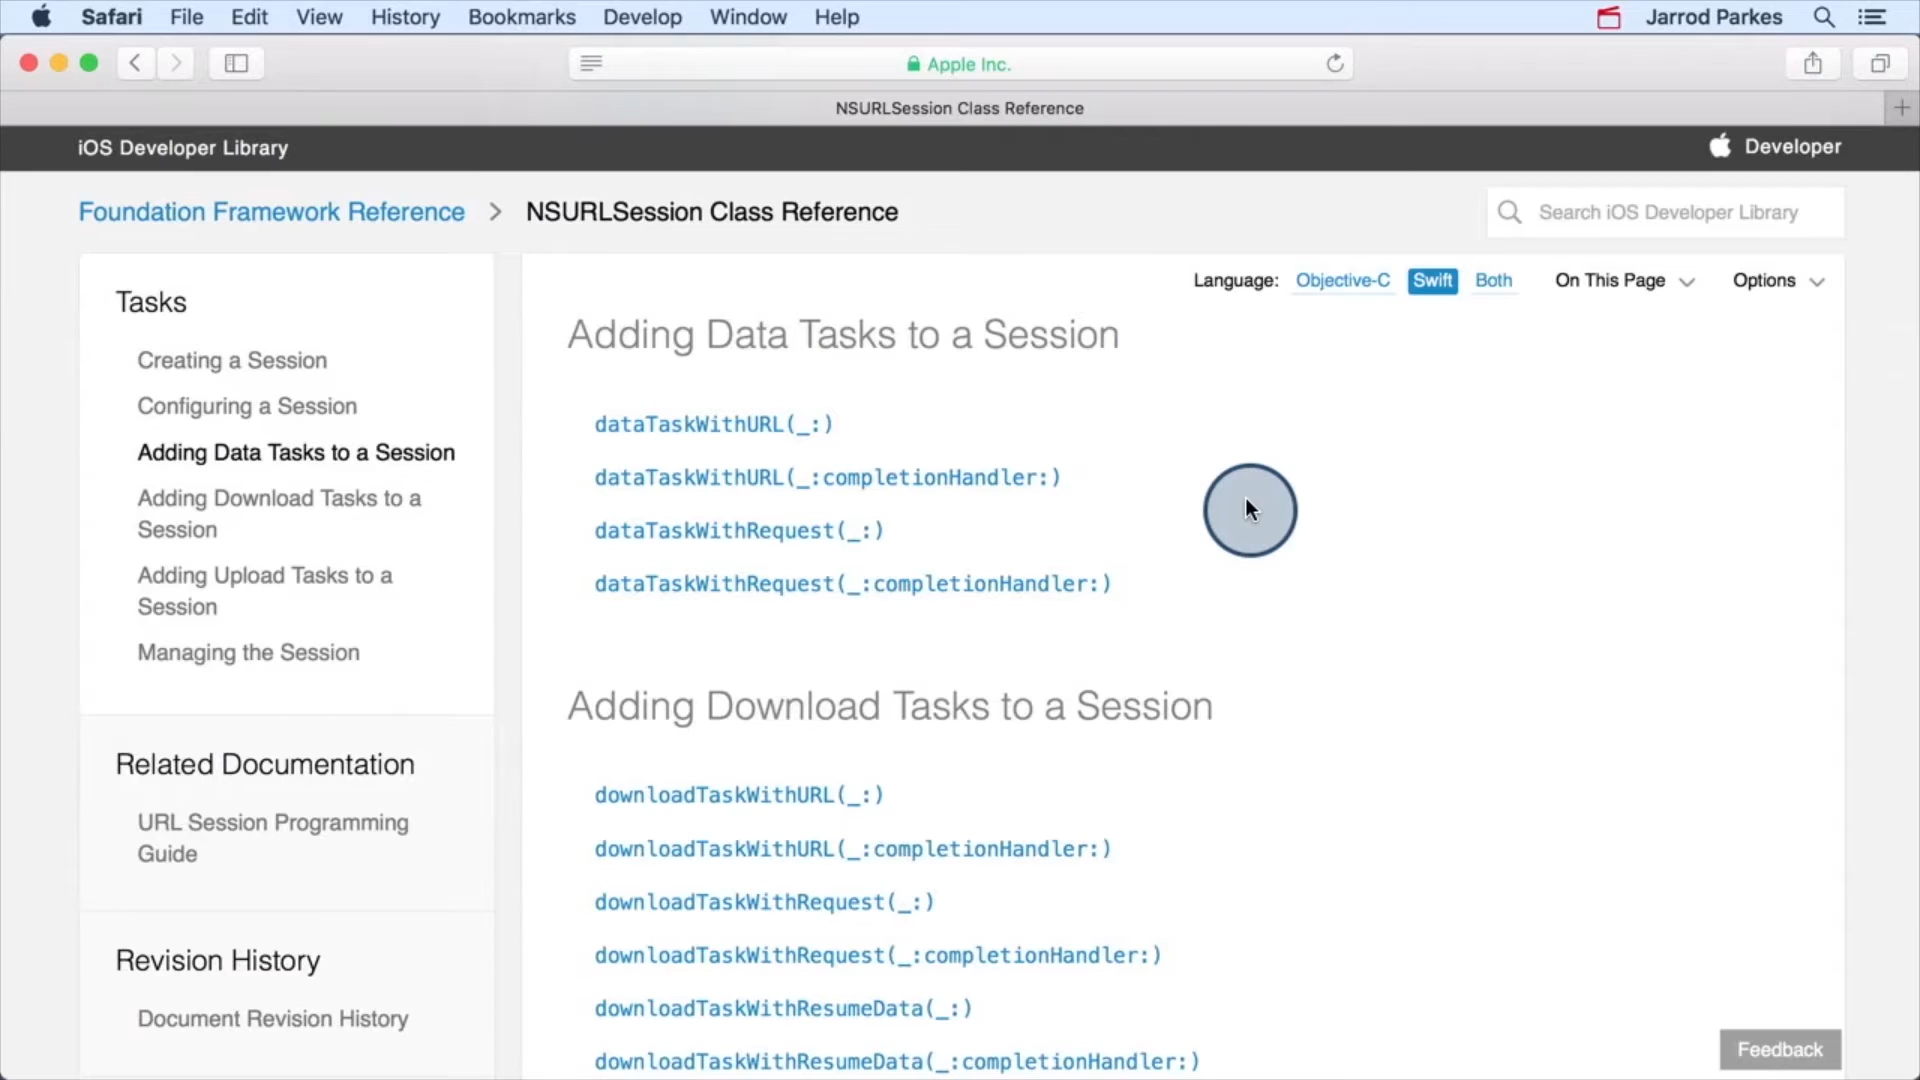 Safari File Edit View History Bookmarks Develop Window Help Jarrod Parkes
Apple Inc.
NSURLSession Class Reference
iOS Developer Library Developer
Foundation Framework Reference > NSURLSession Class Reference Search iOS Developer Library
Tasks
Creating a Session
Configuring a Session
Adding Data Tasks to a Session
Adding Download Tasks to a
Session
Adding Upload Tasks to a
Session
Managing the Session
Related Documentation
URL Session Programming
Guide
Revision History
Document Revision History
Language: Objective-C Swift Both On This Page Options
Adding Data Tasks to a Session
dataTaskWithURL(_:)
dataTaskWithURL(_:completionHandler:)
dataTaskWithRequest(_:)
dataTaskWithRequest(_:completionHandler:)
Adding Download Tasks to a Session
downloadTaskWithURL(_:)
downloadTaskWithURL(_:completionHandler:)
downloadTaskWithRequest(_:)
downloadTaskWithRequest(_:completionHandler:)
downloadTaskWithResumeData(_:)
downloadTaskWithResumeData(_:completionHandler:)
Feedback